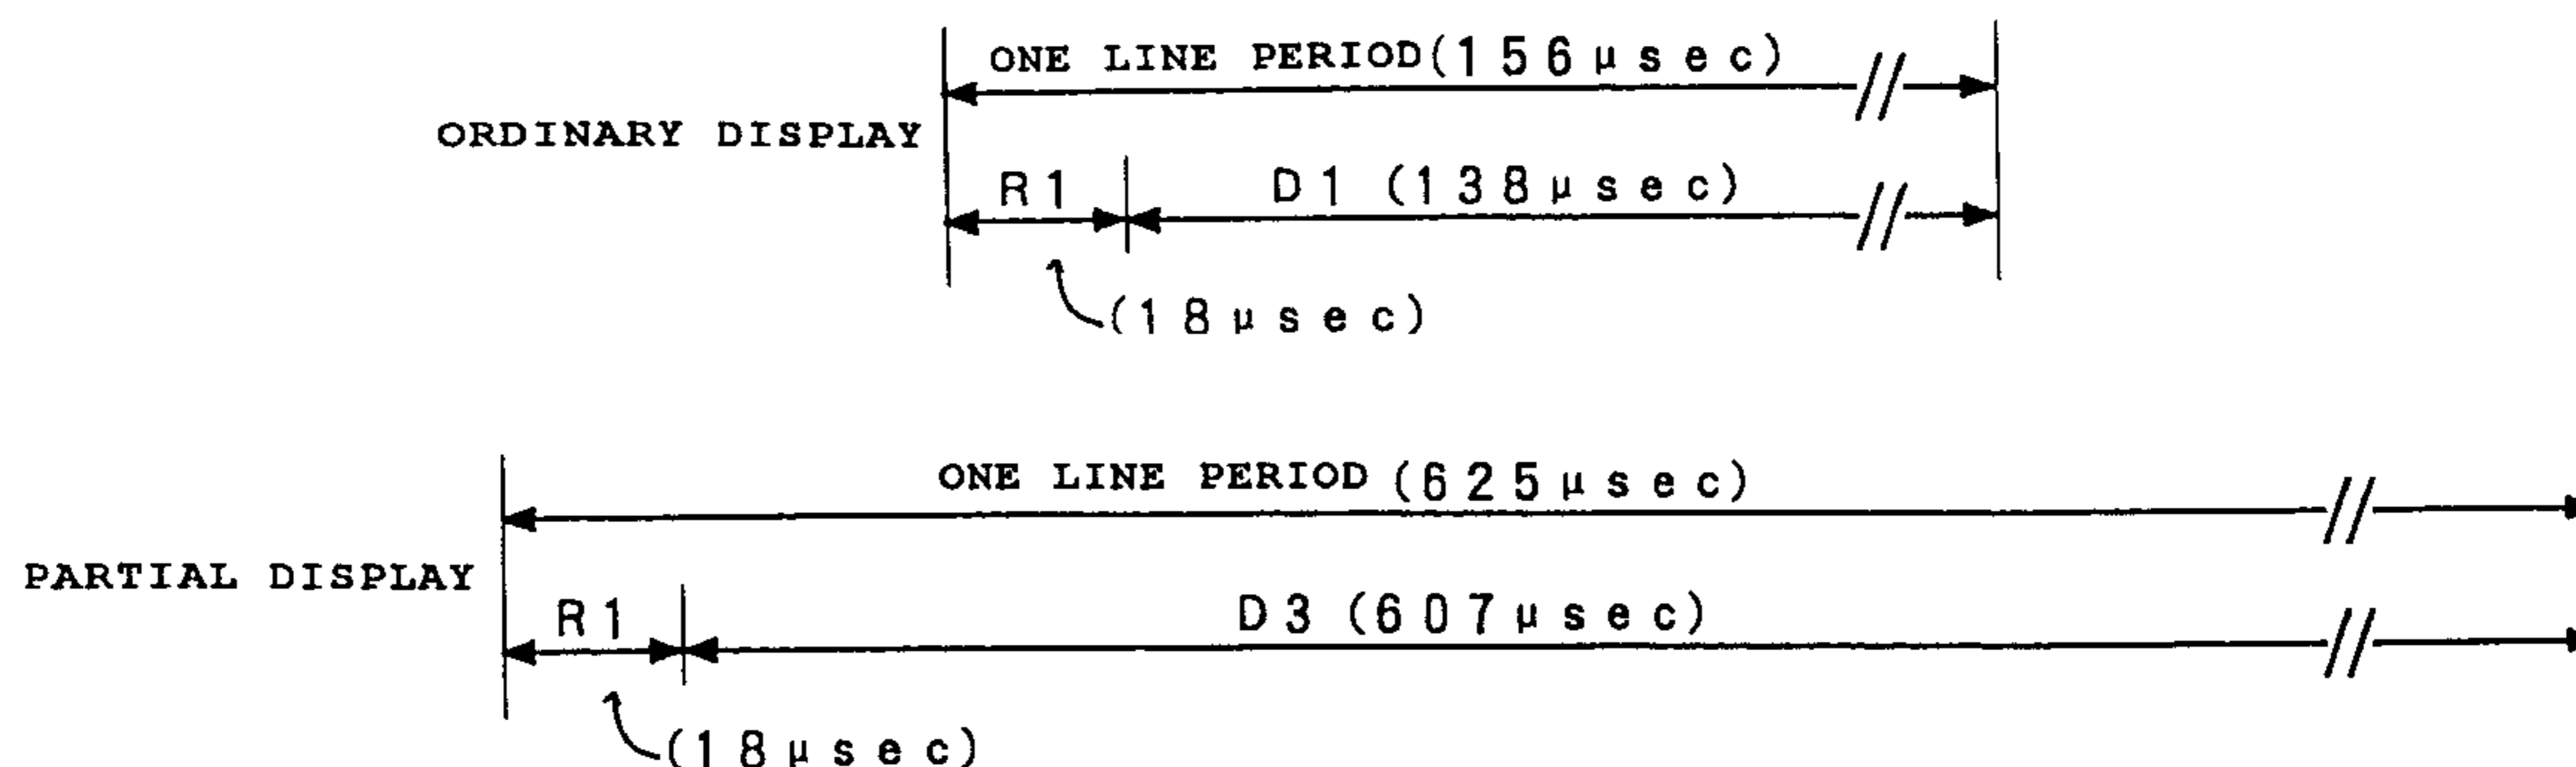 ONE LINE PERIOD(156μsec)
ORDINARY DISPLAY
R1
D1 (138μsec)
(18μsec)
ONE LINE PERIOD (625μsec)
PARTIAL DISPLAY
R1
D3 (607μsec)
(18μsec)